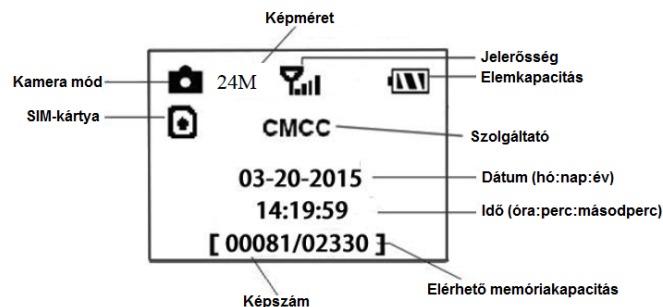 Képméret
Jelerősség
Kamera mód
24M
Elemkapacitás
SIM-kártya
CMCC
Szolgáltató
03-20-2015
Dátum (hó:nap:év)
14:19:59
Idő (óra:perc:másodperc)
[ 00081/02330 ]
Elérhető memóriakapacitás
Képszám